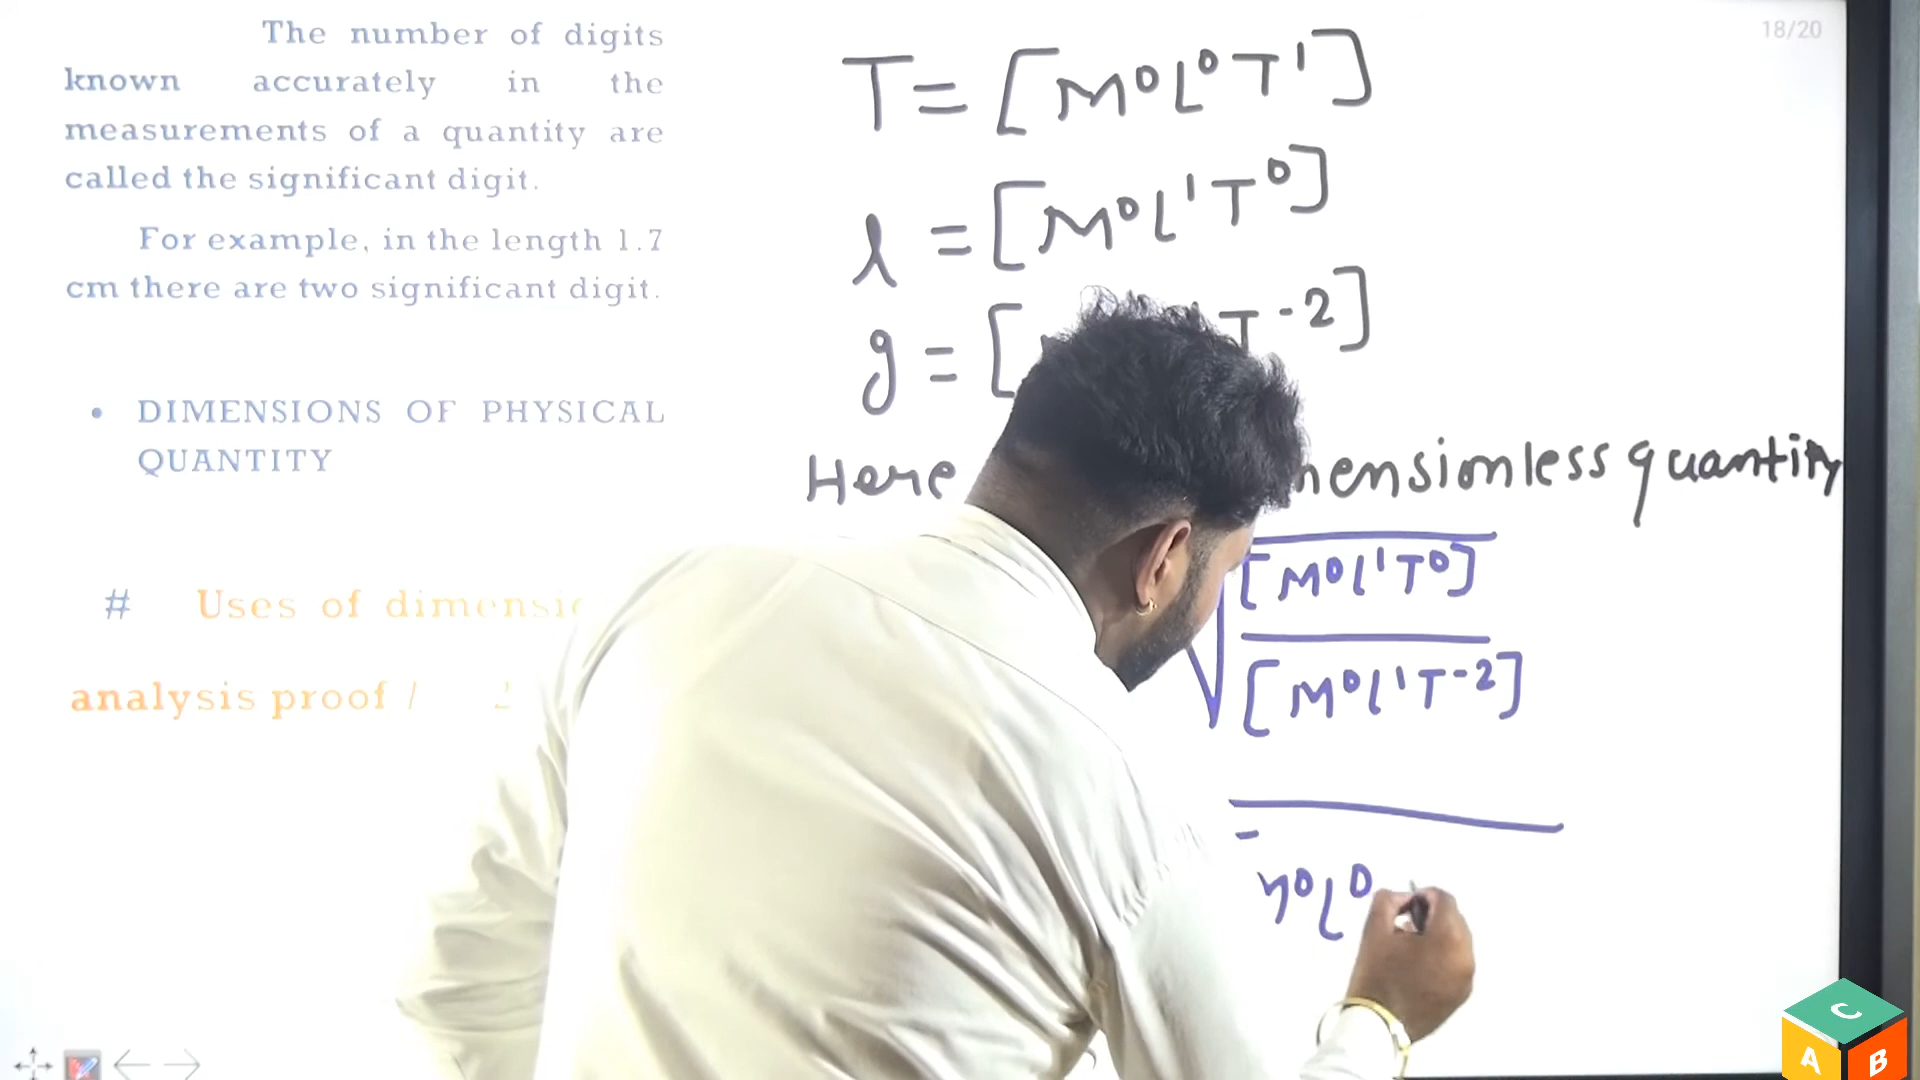 The number of digits
known accurately in the
measurements of a quantity are
called the significant digit.
For example, in the length 1.7
cm there are two significant digit.
• DIMENSIONS OF PHYSICAL
QUANTITY
# Uses of
analysis proof /
18/20
T = [M⁰L⁰T¹]
l = [M⁰L¹T⁰]
g = [ T⁻²]
Here quantity
√[M⁰L¹T⁰]
[M⁰L¹T⁻²]
L⁰
C
A B